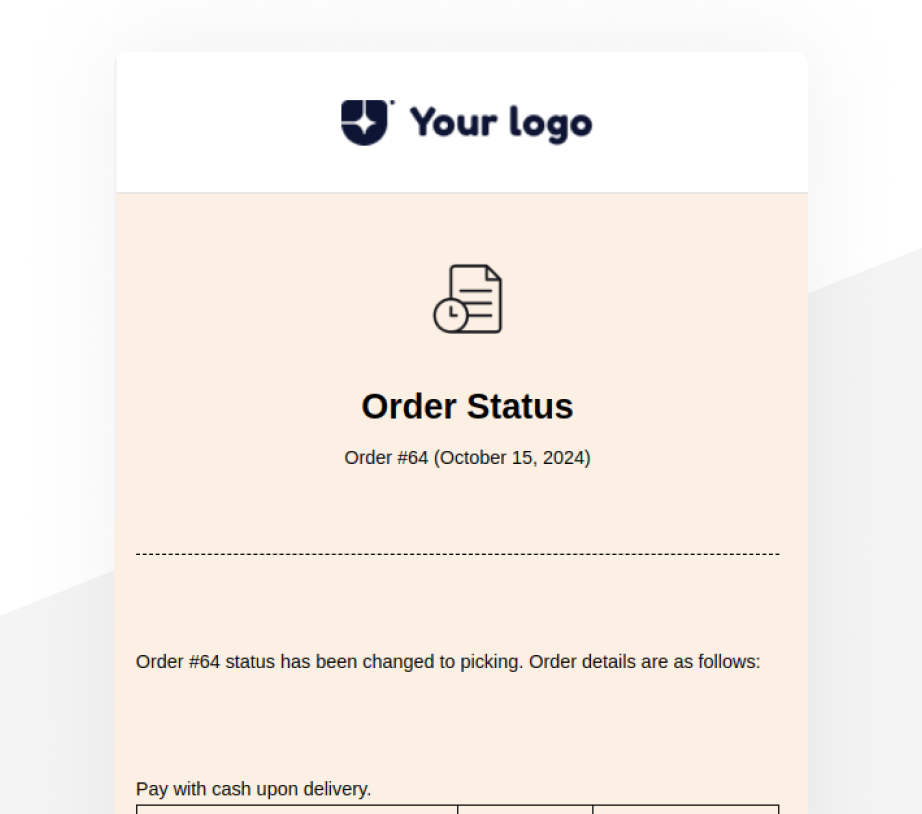 Your logo
Order Status
Order #64 (October 15, 2024)
Order #64 status has been changed to picking. Order details are as follows:
Pay with cash upon delivery.